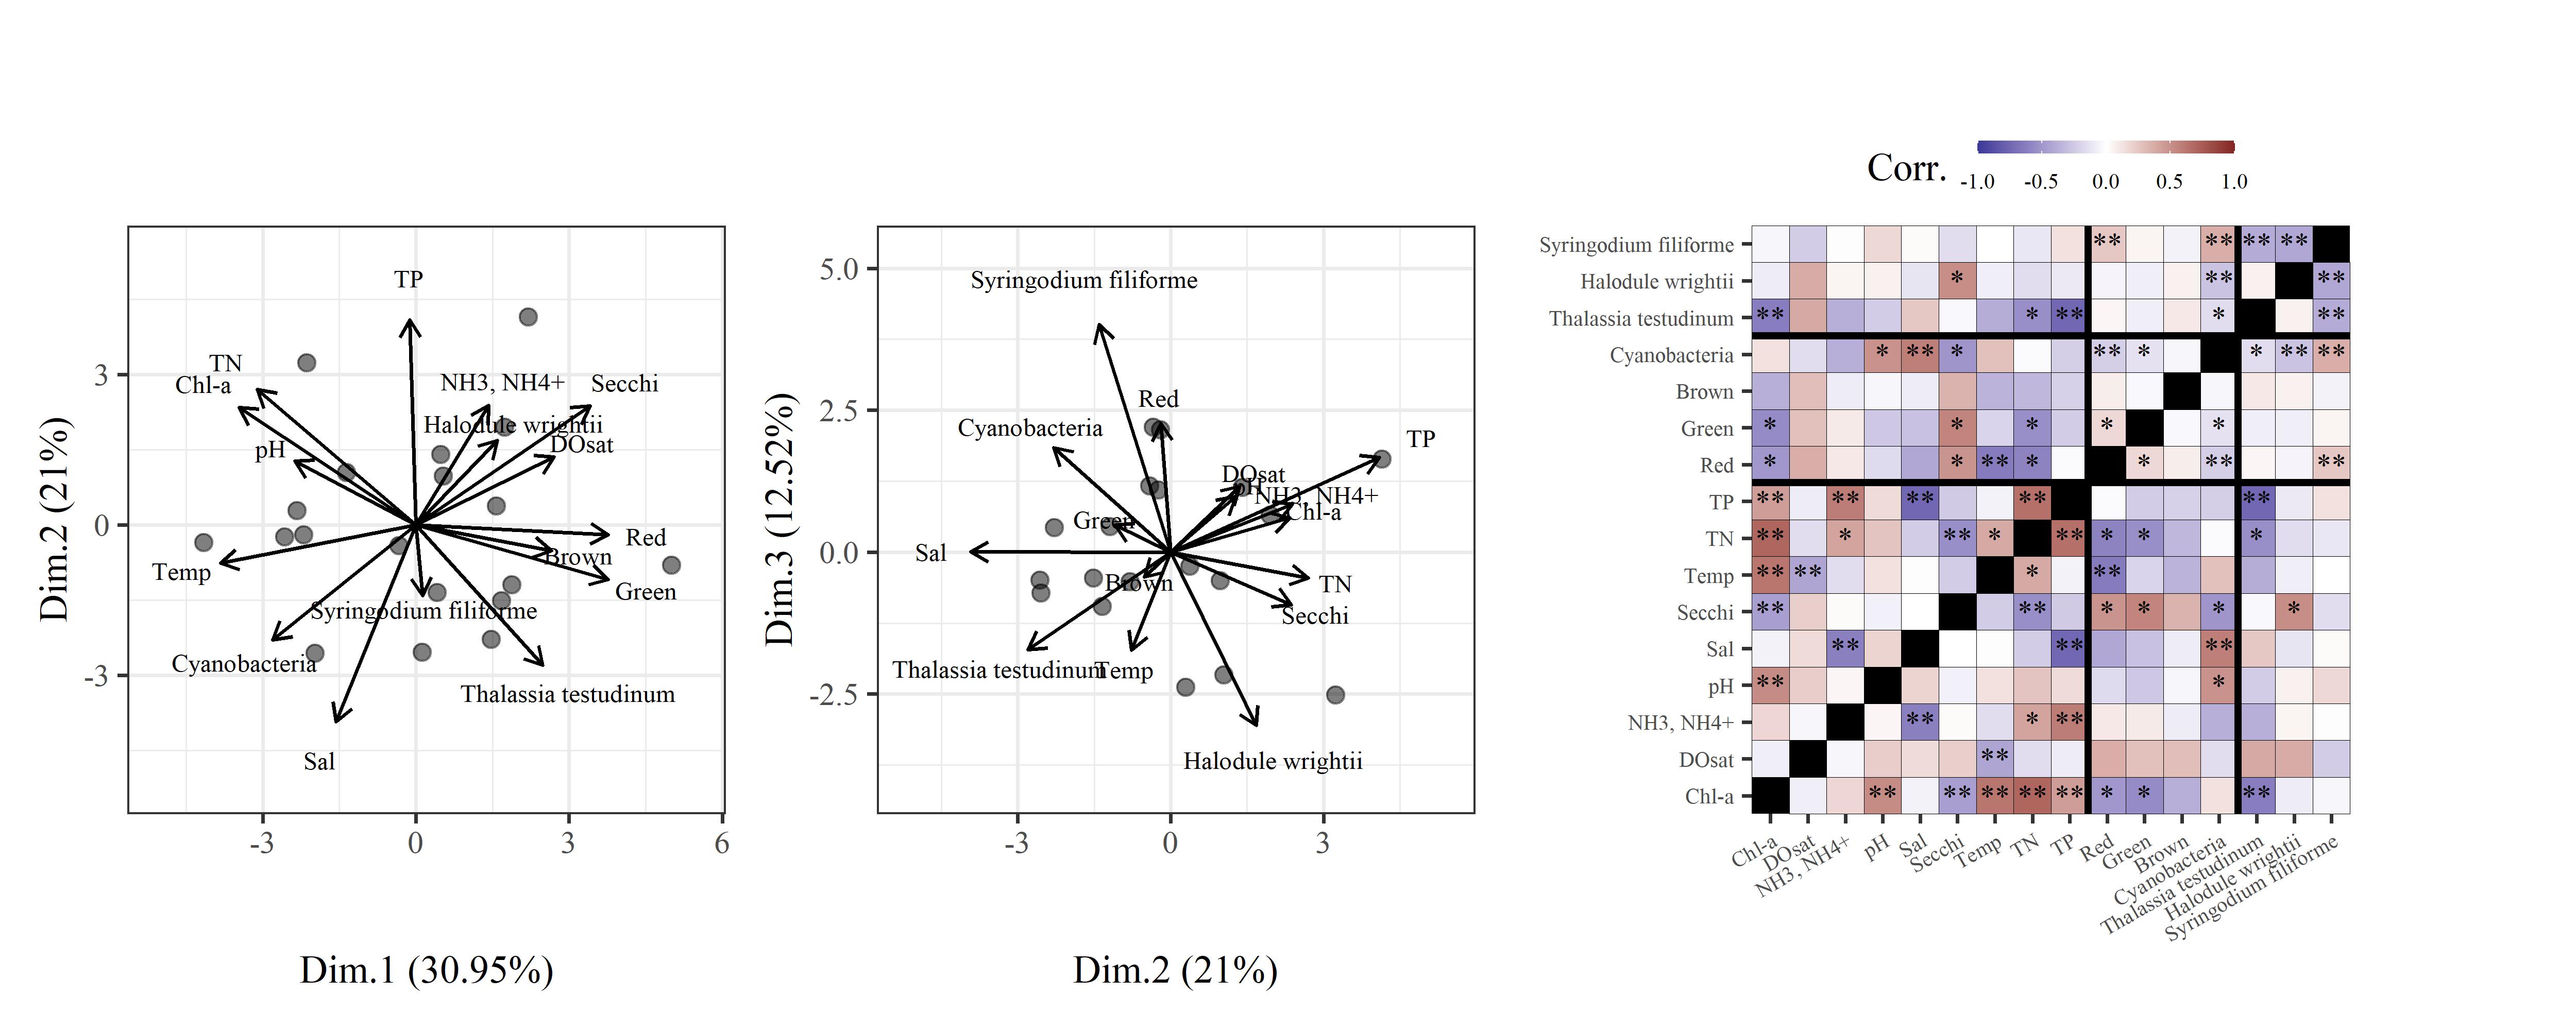 Corr.
-1.0 -0.5 0.0 0.5 1.0
TP
TN
Chl-a
NH3, NH4+
Secchi
Halodule wrightii
DOsat
pH
Red
Brown
Green
Temp
Syringodium filiforme
Cyanobacteria
Thalassia testudinum
Sal
3
0
-3
-3 0 3 6
Dim.2 (21%)
Dim.1 (30.95%)
Syringodium filiforme
Red
Cyanobacteria
TP
DOsat
pH
NH3, NH4+
Chl-a
Green
Sal
Brown
TN
Secchi
Thalassia testudinum
Temp
Halodule wrightii
5.0
2.5
0.0
-2.5
-3 0 3
Dim.3 (12.52%)
Dim.2 (21%)
Syringodium filiforme ** ** ** **
Halodule wrightii * ** **
Thalassia testudinum ** * ** * **
Cyanobacteria * ** * ** * * ** **
Brown
Green * * * * *
Red * * ** * * ** **
TP ** ** ** ** **
TN ** * ** * ** * * *
Temp ** ** * **
Secchi ** ** * * * *
Sal ** ** **
pH ** *
NH3, NH4+ ** * **
DOsat **
Chl-a ** ** ** ** ** * * **
Chl-a
DOsat
NH3, NH4+
pH
Sal
Secchi
Temp
TN
TP
Red
Green
Brown
Cyanobacteria
Thalassia testudinum
Halodule wrightii
Syringodium filiforme